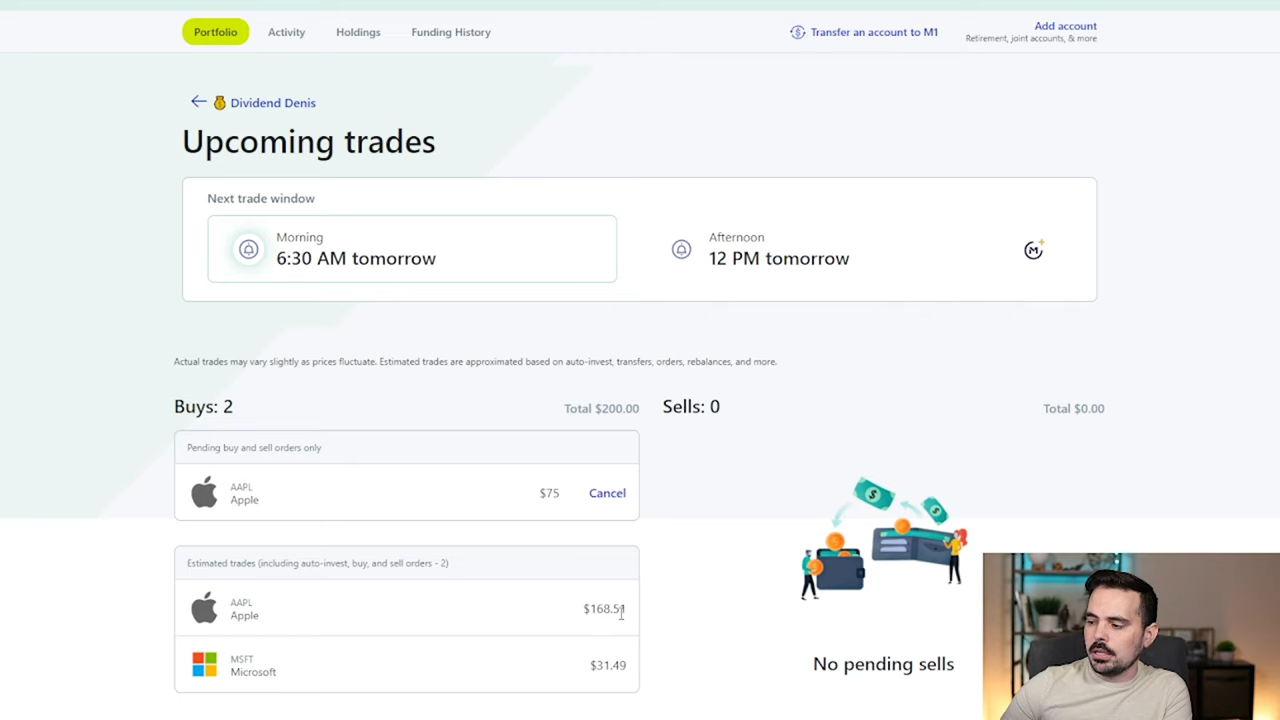 Portfolio
Activity
Holdings
Funding History
Transfer an account to M1
Add account
Retirement, joint accounts, & more
Dividend Denis
Upcoming trades
Next trade window
Morning
6:30 AM tomorrow
Afternoon
12 PM tomorrow
Actual trades may vary slightly as prices fluctuate. Estimated trades are approximated based on auto-invest, transfers, orders, rebalances, and more.
Buys: 2
Total $200.00
Pending buy and sell orders only
AAPL
Apple
$75
Cancel
Estimated trades (including auto-invest, buy, and sell orders - 2)
AAPL
Apple
$168.51
MSFT
Microsoft
$31.49
Sells: 0
Total $0.00
No pending sells